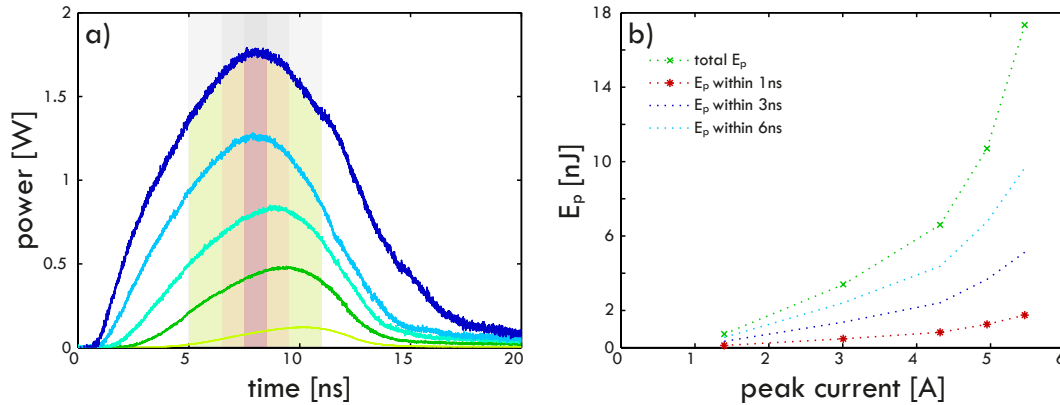 a)
2
1.5
1
0.5
0
0 5 10 15 20
power [W]
time [ns]
b)
18
14
10
6
2
0
0 1 2 3 4 5 6
E_p [nJ]
peak current [A]
total E_p
E_p within 1ns
E_p within 3ns
E_p within 6ns